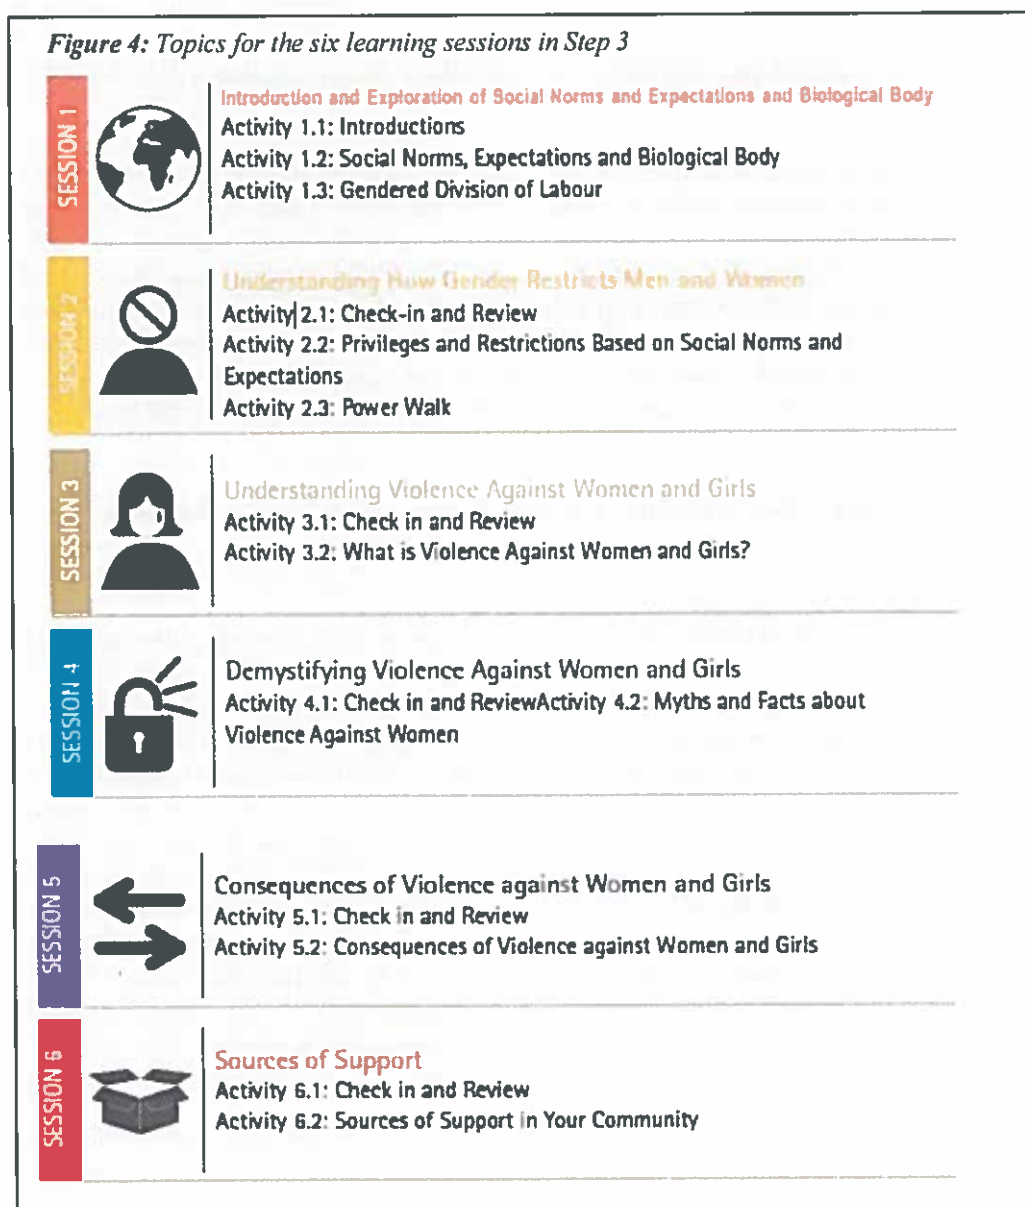 Figure 4: Topics for the six learning sessions in Step 3
SESSION 1
Introduction and Exploration of Social Norms and Expectations and Biological Body
Activity 1.1: Introductions
Activity 1.2: Social Norms, Expectations and Biological Body
Activity 1.3: Gendered Division of Labour
SESSION 2
Understanding How Gender Restricts Men and Women
Activity 2.1: Check-in and Review
Activity 2.2: Privileges and Restrictions Based on Social Norms and
Expectations
Activity 2.3: Power Walk
SESSION 3
Understanding Violence Against Women and Girls
Activity 3.1: Check in and Review
Activity 3.2: What is Violence Against Women and Girls?
SESSION 4
Demystifying Violence Against Women and Girls
Activity 4.1: Check in and ReviewActivity 4.2: Myths and Facts about
Violence Against Women
SESSION 5
Consequences of Violence against Women and Girls
Activity 5.1: Check in and Review
Activity 5.2: Consequences of Violence against Women and Girls
SESSION 6
Sources of Support
Activity 6.1: Check in and Review
Activity 6.2: Sources of Support in Your Community